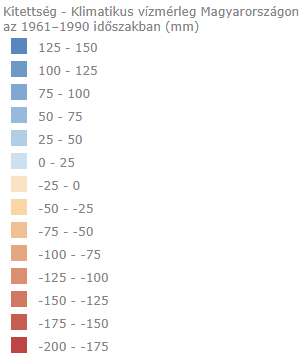 Kitettség - Klimatikus vízmérleg Magyarországon
az 1961–1990 időszakban (mm)
125 - 150
100 - 125
75 - 100
50 - 75
25 - 50
0 - 25
-25 - 0
-50 - -25
-75 - -50
-100 - -75
-125 - -100
-150 - -125
-175 - -150
-200 - -175